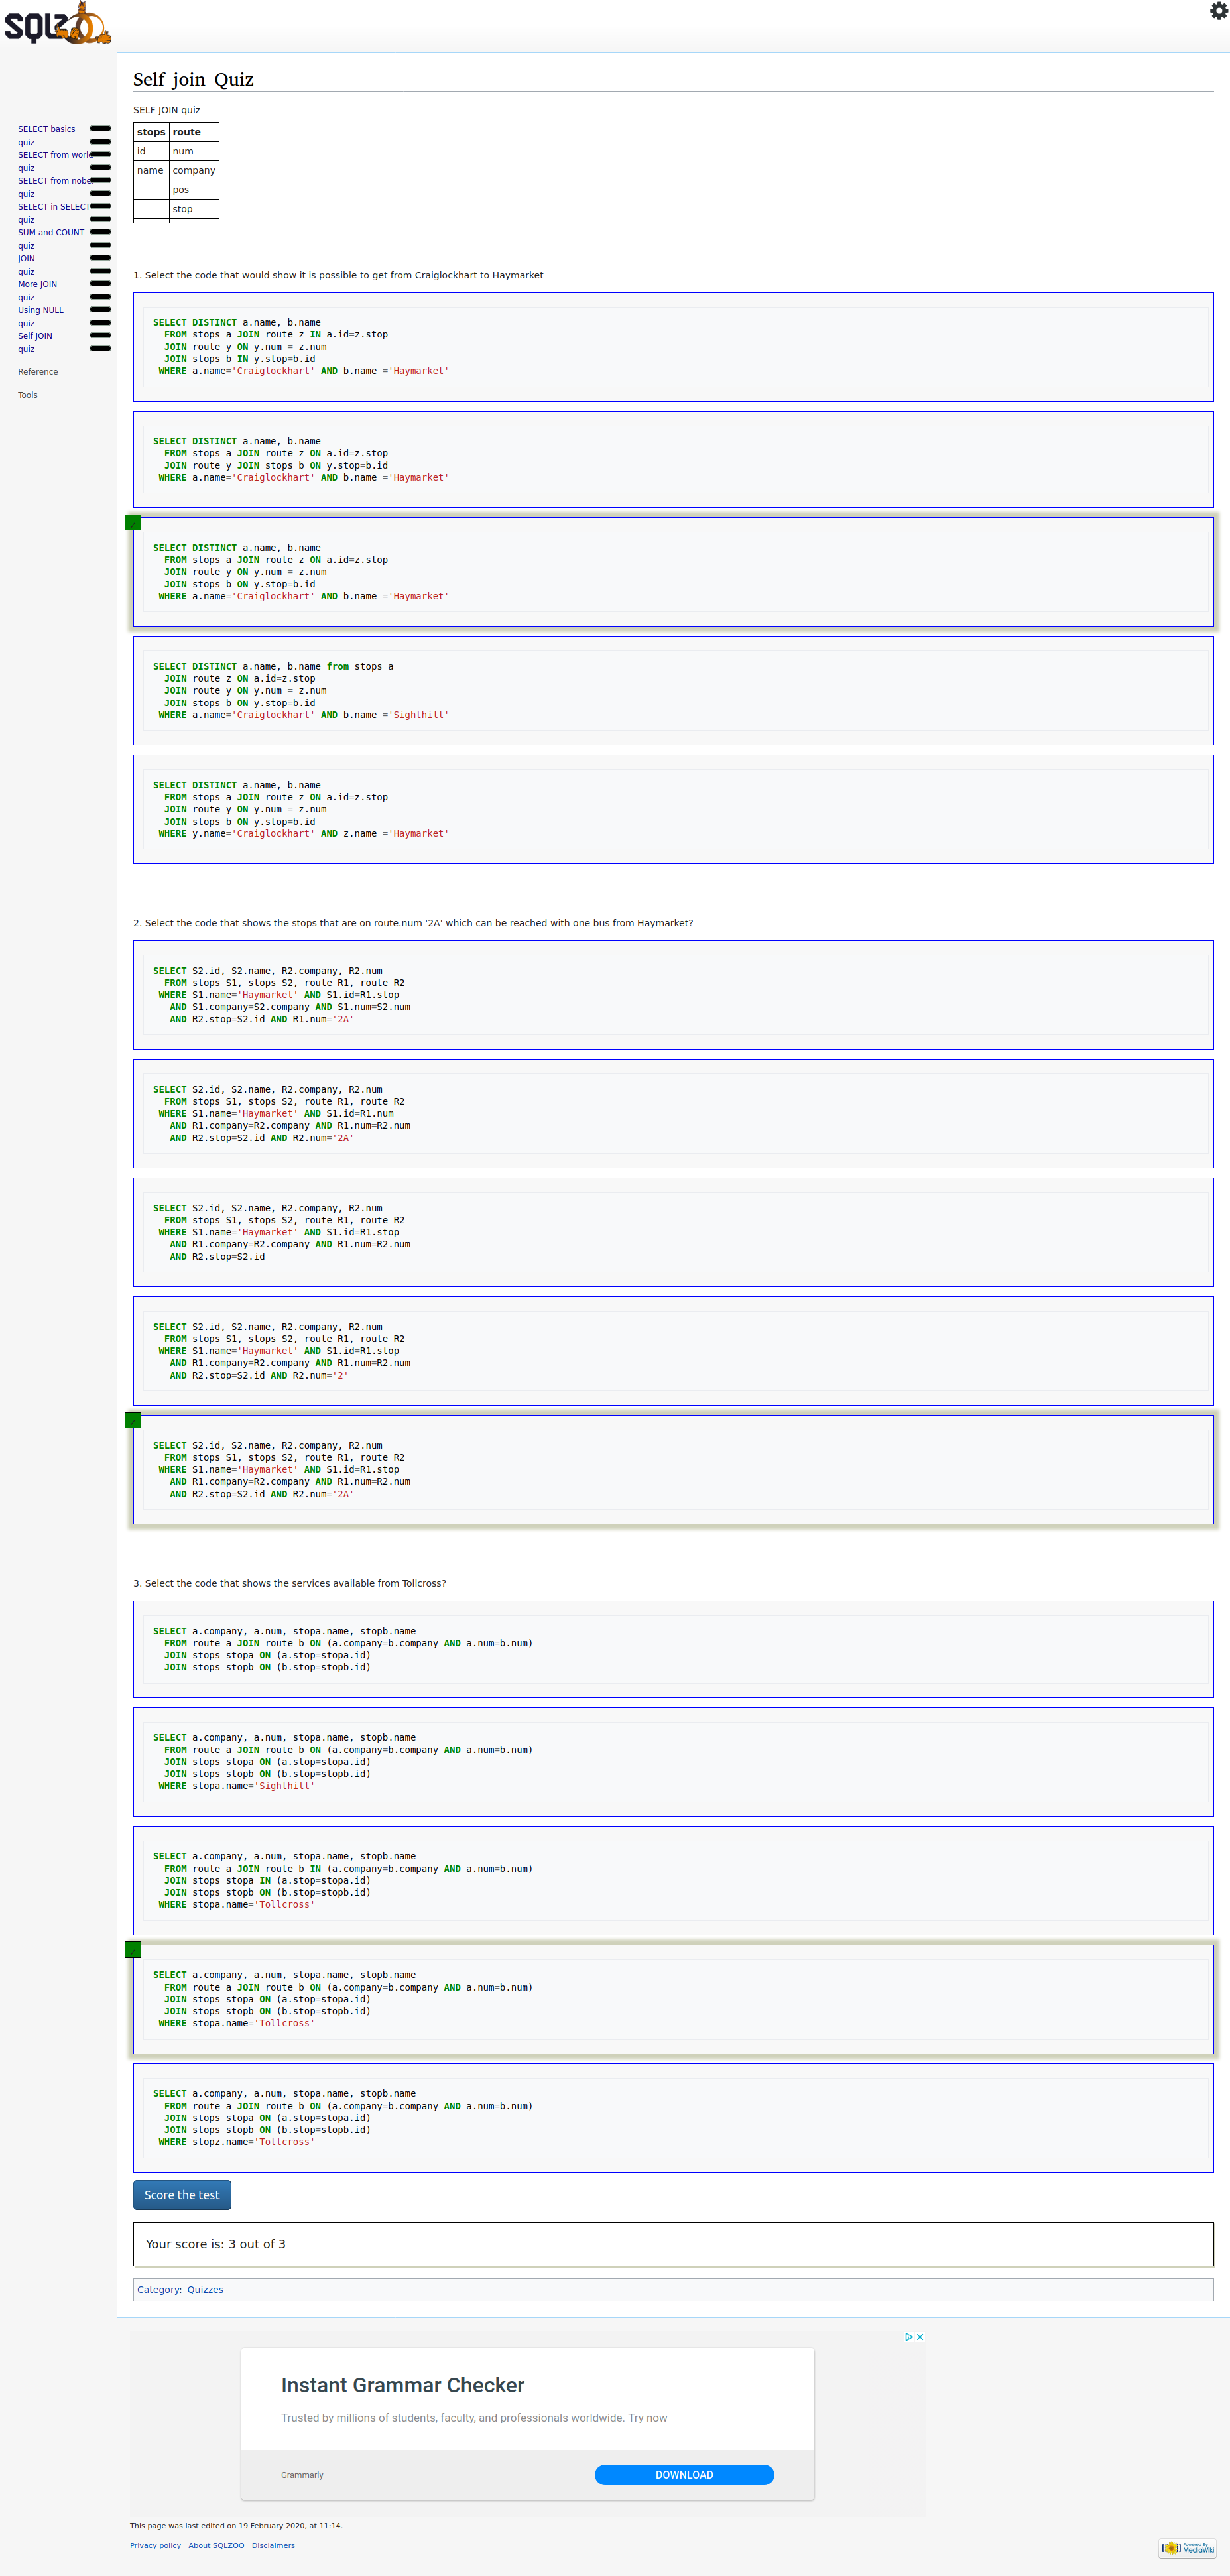 SQLZOO
Self join Quiz
SELECT basics
quiz
SELECT from world
quiz
SELECT from nobel
quiz
SELECT in SELECT
quiz
SUM and COUNT
quiz
JOIN
quiz
More JOIN
quiz
Using NULL
quiz
Self JOIN
quiz
Reference
Tools
SELF JOIN quiz
stops route
id num
name company
pos
stop
1. Select the code that would show it is possible to get from Craiglockhart to Haymarket
SELECT DISTINCT a.name, b.name
FROM stops a JOIN route z IN a.id=z.stop
JOIN route y ON y.num = z.num
JOIN stops b IN y.stop=b.id
WHERE a.name='Craiglockhart' AND b.name ='Haymarket'
SELECT DISTINCT a.name, b.name
FROM stops a JOIN route z ON a.id=z.stop
JOIN route y JOIN stops b ON y.stop=b.id
WHERE a.name='Craiglockhart' AND b.name ='Haymarket'
SELECT DISTINCT a.name, b.name
FROM stops a JOIN route z ON a.id=z.stop
JOIN route y ON y.num = z.num
JOIN stops b ON y.stop=b.id
WHERE a.name='Craiglockhart' AND b.name ='Haymarket'
SELECT DISTINCT a.name, b.name from stops a
JOIN route z ON a.id=z.stop
JOIN route y ON y.num = z.num
JOIN stops b ON y.stop=b.id
WHERE a.name='Craiglockhart' AND b.name ='Sighthill'
SELECT DISTINCT a.name, b.name
FROM stops a JOIN route z ON a.id=z.stop
JOIN route y ON y.num = z.num
JOIN stops b ON y.stop=b.id
WHERE y.name='Craiglockhart' AND z.name ='Haymarket'
2. Select the code that shows the stops that are on route.num '2A' which can be reached with one bus from Haymarket?
SELECT S2.id, S2.name, R2.company, R2.num
FROM stops S1, stops S2, route R1, route R2
WHERE S1.name='Haymarket' AND S1.id=R1.stop
AND S1.company=S2.company AND S1.num=S2.num
AND R2.stop=S2.id AND R1.num='2A'
SELECT S2.id, S2.name, R2.company, R2.num
FROM stops S1, stops S2, route R1, route R2
WHERE S1.name='Haymarket' AND S1.id=R1.num
AND R1.company=R2.company AND R1.num=R2.num
AND R2.stop=S2.id AND R2.num='2A'
SELECT S2.id, S2.name, R2.company, R2.num
FROM stops S1, stops S2, route R1, route R2
WHERE S1.name='Haymarket' AND S1.id=R1.stop
AND R1.company=R2.company AND R1.num=R2.num
AND R2.stop=S2.id
SELECT S2.id, S2.name, R2.company, R2.num
FROM stops S1, stops S2, route R1, route R2
WHERE S1.name='Haymarket' AND S1.id=R1.stop
AND R1.company=R2.company AND R1.num=R2.num
AND R2.stop=S2.id AND R2.num='2'
SELECT S2.id, S2.name, R2.company, R2.num
FROM stops S1, stops S2, route R1, route R2
WHERE S1.name='Haymarket' AND S1.id=R1.stop
AND R1.company=R2.company AND R1.num=R2.num
AND R2.stop=S2.id AND R2.num='2A'
3. Select the code that shows the services available from Tollcross?
SELECT a.company, a.num, stopa.name, stopb.name
FROM route a JOIN route b ON (a.company=b.company AND a.num=b.num)
JOIN stops stopa ON (a.stop=stopa.id)
JOIN stops stopb ON (b.stop=stopb.id)
SELECT a.company, a.num, stopa.name, stopb.name
FROM route a JOIN route b ON (a.company=b.company AND a.num=b.num)
JOIN stops stopa ON (a.stop=stopa.id)
JOIN stops stopb ON (b.stop=stopb.id)
WHERE stopa.name='Sighthill'
SELECT a.company, a.num, stopa.name, stopb.name
FROM route a JOIN route b IN (a.company=b.company AND a.num=b.num)
JOIN stops stopa IN (a.stop=stopa.id)
JOIN stops stopb ON (b.stop=stopb.id)
WHERE stopa.name='Tollcross'
SELECT a.company, a.num, stopa.name, stopb.name
FROM route a JOIN route b ON (a.company=b.company AND a.num=b.num)
JOIN stops stopa ON (a.stop=stopa.id)
JOIN stops stopb ON (b.stop=stopb.id)
WHERE stopa.name='Tollcross'
SELECT a.company, a.num, stopa.name, stopb.name
FROM route a JOIN route b ON (a.company=b.company AND a.num=b.num)
JOIN stops stopa ON (a.stop=stopa.id)
JOIN stops stopb ON (b.stop=stopb.id)
WHERE stopz.name='Tollcross'
Score the test
Your score is: 3 out of 3
Category: Quizzes
Instant Grammar Checker
Trusted by millions of students, faculty, and professionals worldwide. Try now
Grammarly
DOWNLOAD
This page was last edited on 19 February 2020, at 11:14.
Privacy policy About SQLZOO Disclaimers
Powered By
MediaWiki